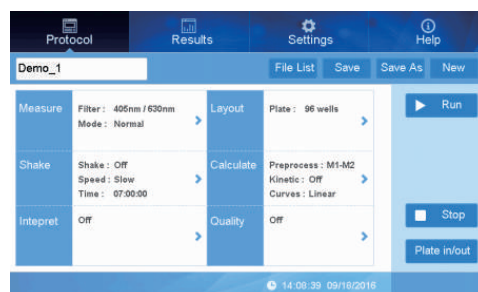 Protocol Results Settings Help
Demo_1 File List Save Save As New
Measure Filter : 405nm / 630nm
Mode : Normal
Layout Plate : 96 wells
Run
Shake Shake : Off
Speed : Slow
Time : 07:00:00
Calculate Preprocess : M1-M2
Kinetic : Off
Curves : Linear
Intepret Off
Quality Off
Stop
Plate in/out
14:08:39 09/18/2016